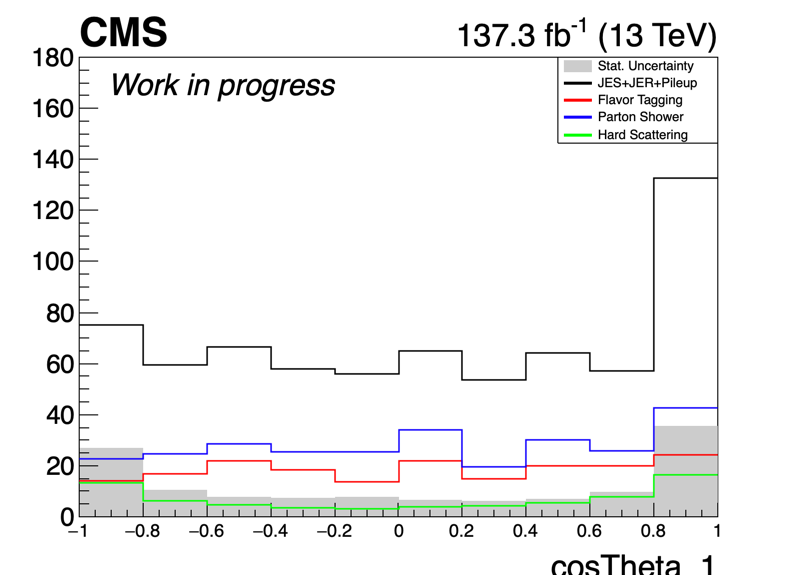 CMS 137.3 fb-1 (13 TeV)
Work in progress
Stat. Uncertainty
JES+JER+Pileup
Flavor Tagging
Parton Shower
Hard Scattering
180
160
140
120
100
80
60
40
20
0
−1 −0.8 −0.6 −0.4 −0.2 0 0.2 0.4 0.6 0.8 1
cosTheta_1